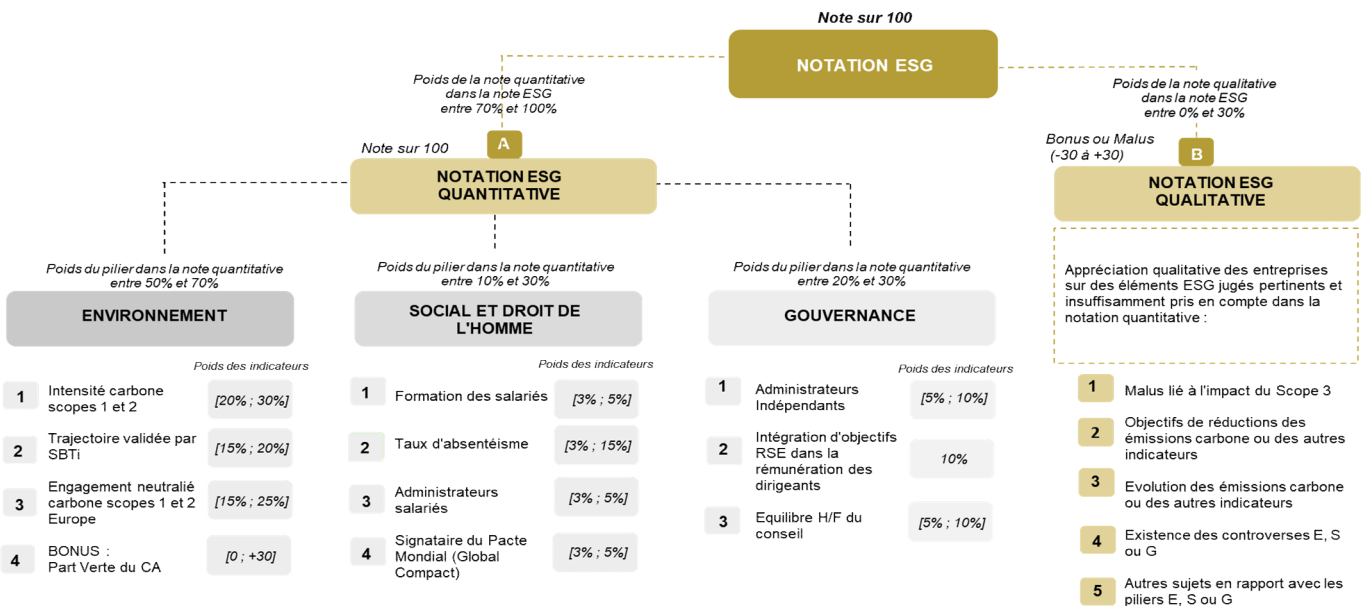 Note sur 100
NOTATION ESG
Poids de la note quantitative
dans la note ESG
entre 70% et 100%
Poids de la note qualitative
dans la note ESG
entre 0% et 30%
A
Note sur 100
NOTATION ESG
QUANTITATIVE
Bonus ou Malus
(-30 à +30)
B
NOTATION ESG
QUALITATIVE
Poids du pilier dans la note quantitative
entre 50% et 70%
ENVIRONNEMENT
Poids des indicateurs
1
Intensité carbone
scopes 1 et 2
[20% ; 30%]
2
Trajectoire validée par
SBTi
[15% ; 20%]
3
Engagement neutralié
carbone scopes 1 et 2
Europe
[15% ; 25%]
4
BONUS :
Part Verte du CA
[0 ; +30]
Poids du pilier dans la note quantitative
entre 10% et 30%
SOCIAL ET DROIT DE
L'HOMME
Poids des indicateurs
1
Formation des salariés
[3% ; 5%]
2
Taux d'absentéisme
[3% ; 15%]
3
Administrateurs
salariés
[3% ; 5%]
4
Signataire du Pacte
Mondial (Global
Compact)
[3% ; 5%]
Poids du pilier dans la note quantitative
entre 20% et 30%
GOUVERNANCE
Poids des indicateurs
1
Administrateurs
Indépendants
[5% ; 10%]
2
Intégration d'objectifs
RSE dans la
rémunération des
dirigeants
10%
3
Equilibre H/F du
conseil
[5% ; 10%]
Appréciation qualitative des entreprises
sur des éléments ESG jugés pertinents et
insuffisamment pris en compte dans la
notation quantitative :
1
Malus lié à l'impact du Scope 3
2
Objectifs de réductions des
émissions carbone ou des autres
indicateurs
3
Evolution des émissions carbone
ou des autres indicateurs
4
Existence des controverses E, S
ou G
5
Autres sujets en rapport avec les
piliers E, S ou G